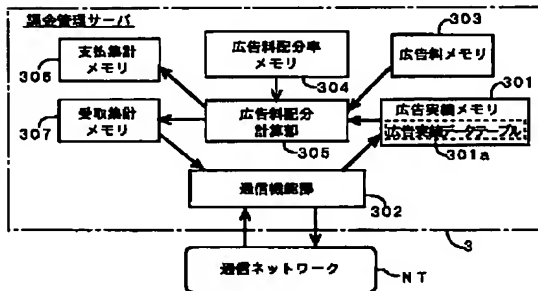 課金管理サーバ
支払集計
メモリ
306
広告料配分率
メモリ
304
303
広告料メモリ
受取集計
メモリ
307
広告料配分
計算部
305
301
広告実績メモリ
広告実績データテーブル
301a
通信機能部
302
3
通信ネットワーク
NT